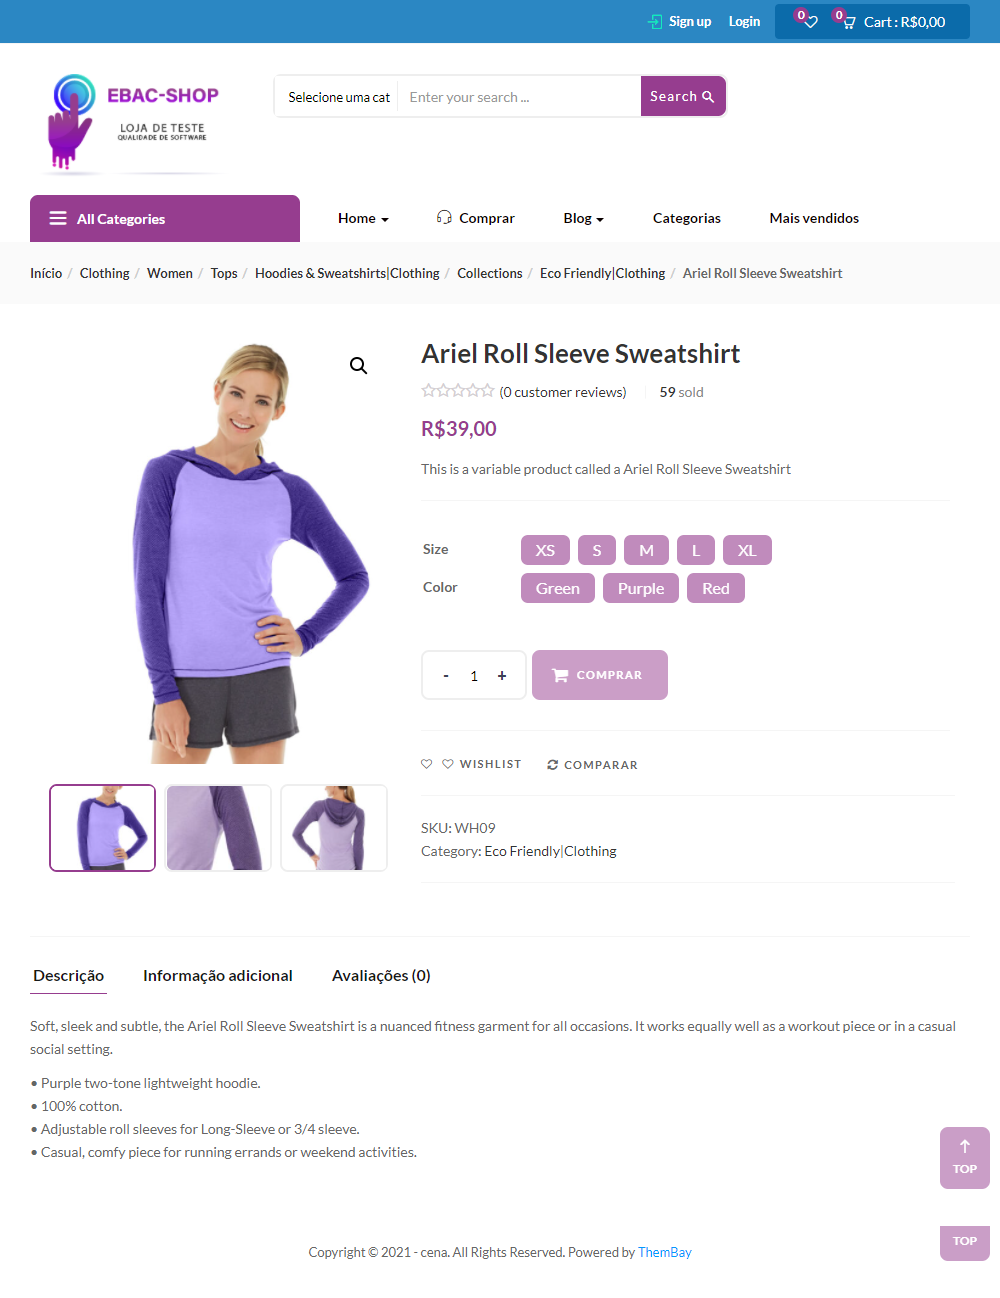 Sign up Login 0 0 Cart : R$0,00
EBAC-SHOP
LOJA DE TESTE
QUALIDADE DE SOFTWARE
Selecione uma cat Enter your search ... Search
All Categories Home Comprar Blog Categorias Mais vendidos
Início / Clothing / Women / Tops / Hoodies & Sweatshirts|Clothing / Collections / Eco Friendly|Clothing / Ariel Roll Sleeve Sweatshirt
Ariel Roll Sleeve Sweatshirt
(0 customer reviews) 59 sold
R$39,00
This is a variable product called a Ariel Roll Sleeve Sweatshirt
Size XS S M L XL
Color Green Purple Red
- 1 + COMPRAR
WISHLIST COMPARAR
SKU: WH09
Category: Eco Friendly|Clothing
Descrição Informação adicional Avaliações (0)
Soft, sleek and subtle, the Ariel Roll Sleeve Sweatshirt is a nuanced fitness garment for all occasions. It works equally well as a workout piece or in a casual
social setting.
• Purple two-tone lightweight hoodie.
• 100% cotton.
• Adjustable roll sleeves for Long-Sleeve or 3/4 sleeve.
• Casual, comfy piece for running errands or weekend activities.
TOP
TOP
Copyright © 2021 - cena. All Rights Reserved. Powered by ThemBay